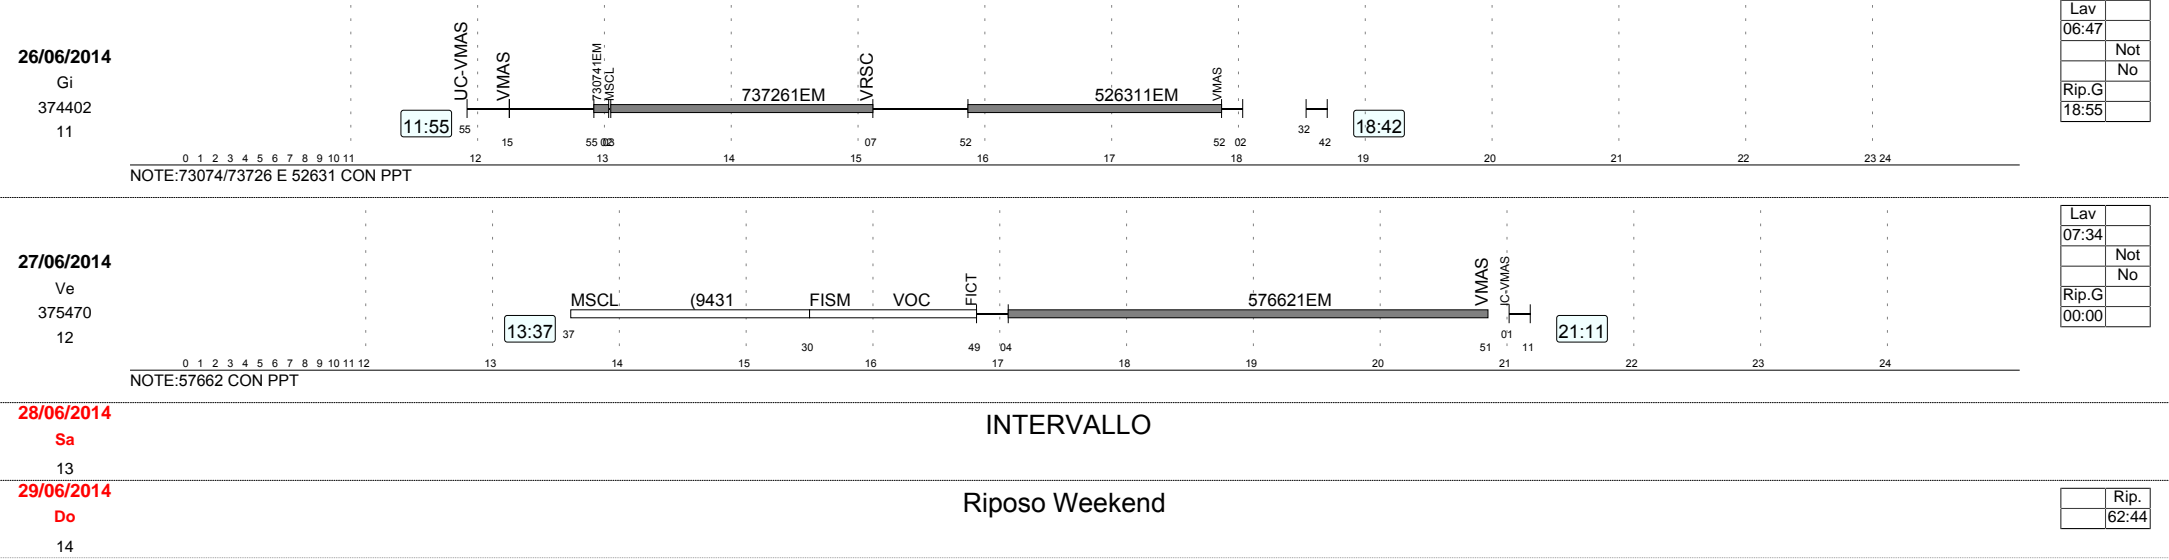 26/06/2014
Gi
374402
11
11:55
UC-VMAS
VMAS
730741EM
MSCL
737261EM
VRSC
526311EM
VMAS
18:42
55
15
55
03
07
52
52
02
32
42
0 1 2 3 4 5 6 7 8 9 10 11 12 13 14 15 16 17 18 19 20 21 22 23 24
NOTE:73074/73726 E 52631 CON PPT
Lav
06:47
Not
No
Rip.G
18:55
27/06/2014
Ve
375470
12
13:37
MSCL
(9431
FISM
VOC
FICT
576621EM
VMAS
IC-VMAS
21:11
37
30
49
04
51
01
11
0 1 2 3 4 5 6 7 8 9 10 11 12 13 14 15 16 17 18 19 20 21 22 23 24
NOTE:57662 CON PPT
Lav
07:34
Not
No
Rip.G
00:00
28/06/2014
Sa
13
INTERVALLO
29/06/2014
Do
14
Riposo Weekend
Rip.
62:44